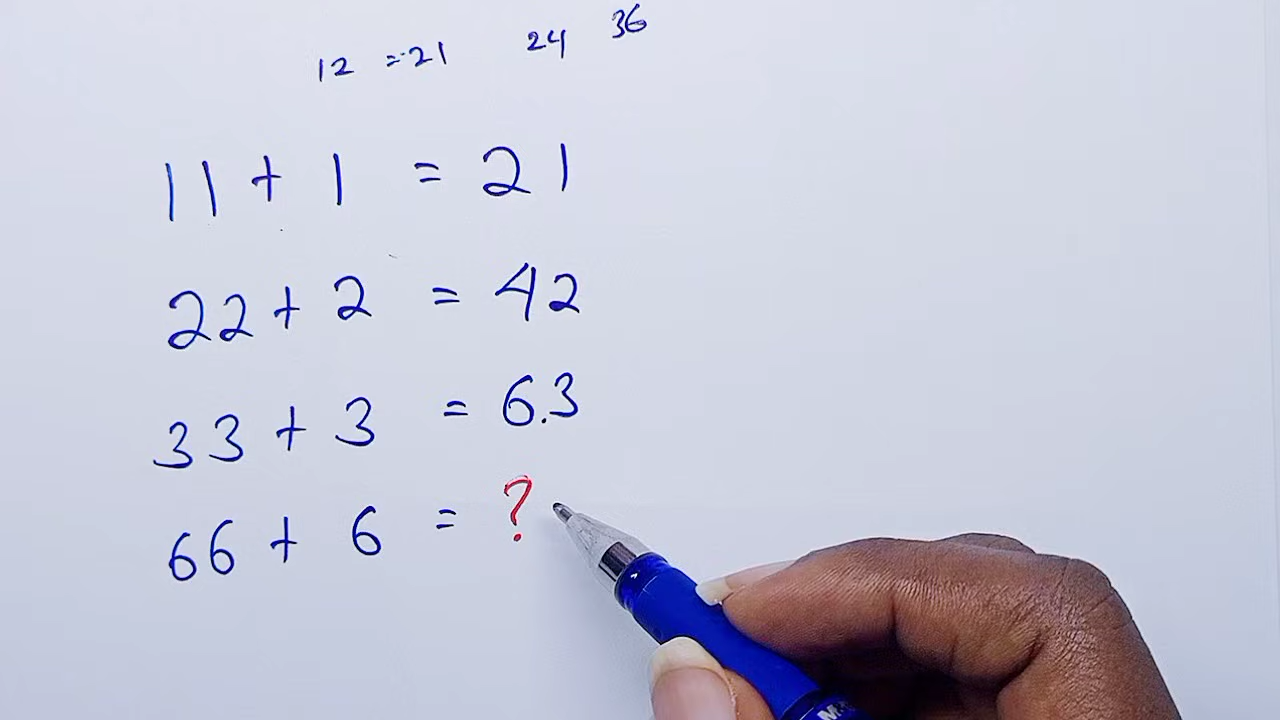 12 = 21 24 36
11 + 1 = 21
22 + 2 = 42
33 + 3 = 6.3
66 + 6 = ?